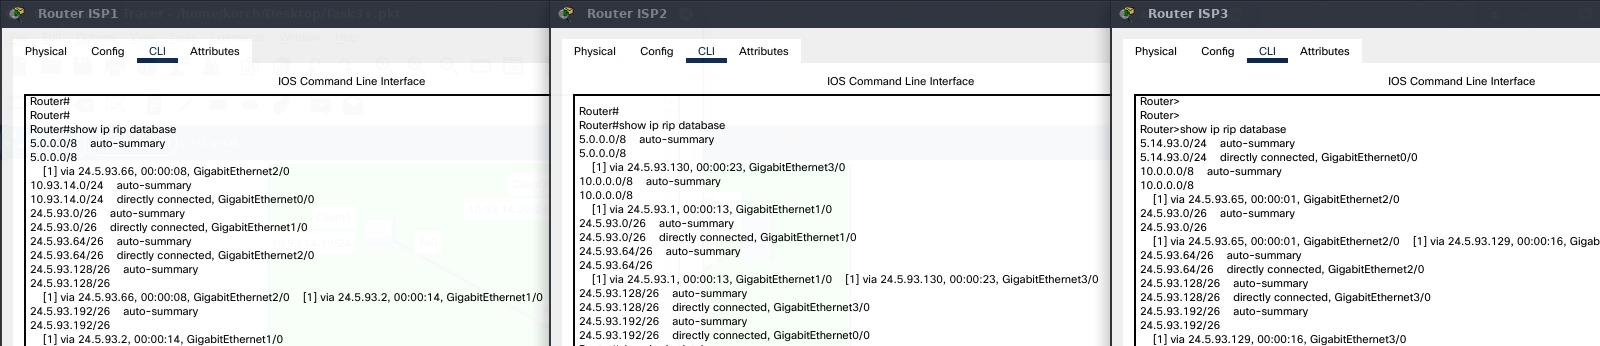 Router ISP1
Physical Config CLI Attributes
IOS Command Line Interface
Router#
Router#
Router#show ip rip database
5.0.0.0/8 auto-summary
5.0.0.0/8
[1] via 24.5.93.66, 00:00:08, GigabitEthernet2/0
10.93.14.0/24 auto-summary
10.93.14.0/24 directly connected, GigabitEthernet0/0
24.5.93.0/26 auto-summary
24.5.93.0/26 directly connected, GigabitEthernet1/0
24.5.93.64/26 auto-summary
24.5.93.64/26 directly connected, GigabitEthernet2/0
24.5.93.128/26 auto-summary
24.5.93.128/26
[1] via 24.5.93.66, 00:00:08, GigabitEthernet2/0 [1] via 24.5.93.2, 00:00:14, GigabitEthernet1/0
24.5.93.192/26 auto-summary
24.5.93.192/26
[1] via 24.5.93.2, 00:00:14, GigabitEthernet1/0
Router ISP2
Physical Config CLI Attributes
IOS Command Line Interface
Router#
Router#show ip rip database
5.0.0.0/8 auto-summary
5.0.0.0/8
[1] via 24.5.93.130, 00:00:23, GigabitEthernet3/0
10.0.0.0/8 auto-summary
10.0.0.0/8
[1] via 24.5.93.1, 00:00:13, GigabitEthernet1/0
24.5.93.0/26 auto-summary
24.5.93.0/26 directly connected, GigabitEthernet1/0
24.5.93.64/26 auto-summary
24.5.93.64/26
[1] via 24.5.93.1, 00:00:13, GigabitEthernet1/0 [1] via 24.5.93.130, 00:00:23, GigabitEthernet3/0
24.5.93.128/26 auto-summary
24.5.93.128/26 directly connected, GigabitEthernet3/0
24.5.93.192/26 auto-summary
24.5.93.192/26 directly connected, GigabitEthernet0/0
Router ISP3
Physical Config CLI Attributes
IOS Command Line Interface
Router>
Router>
Router>show ip rip database
5.14.93.0/24 auto-summary
5.14.93.0/24 directly connected, GigabitEthernet0/0
10.0.0.0/8 auto-summary
10.0.0.0/8
[1] via 24.5.93.65, 00:00:01, GigabitEthernet2/0
24.5.93.0/26 auto-summary
24.5.93.0/26
[1] via 24.5.93.65, 00:00:01, GigabitEthernet2/0 [1] via 24.5.93.129, 00:00:16, Gigab
24.5.93.64/26 auto-summary
24.5.93.64/26 directly connected, GigabitEthernet2/0
24.5.93.128/26 auto-summary
24.5.93.128/26 directly connected, GigabitEthernet3/0
24.5.93.192/26 auto-summary
24.5.93.192/26
[1] via 24.5.93.129, 00:00:16, GigabitEthernet3/0